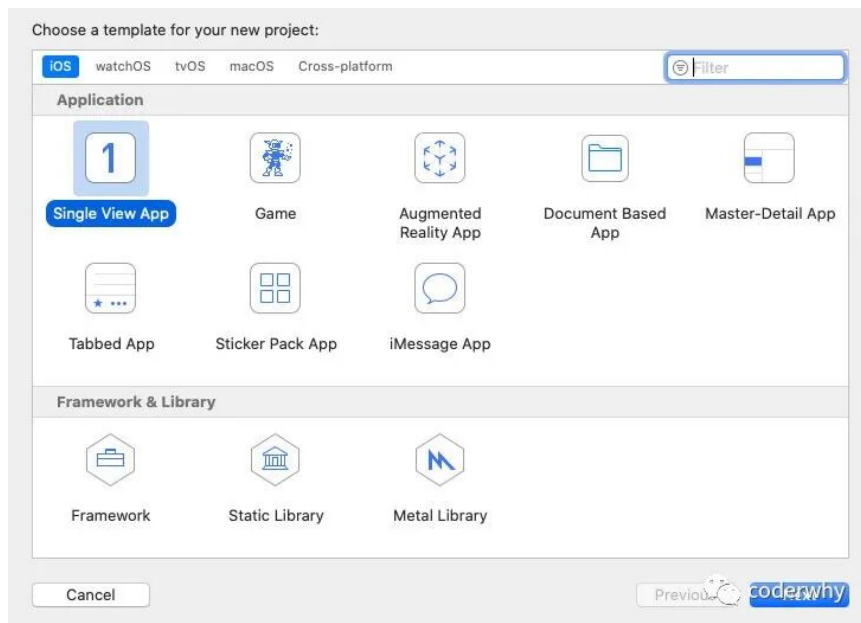 Choose a template for your new project:
iOS watchOS tvOS macOS Cross-platform
Filter
Application
1
Single View App Game Augmented Reality App Document Based App Master-Detail App
Tabbed App Sticker Pack App iMessage App
Framework & Library
Framework Static Library Metal Library
Cancel Previous Next
coderwhy